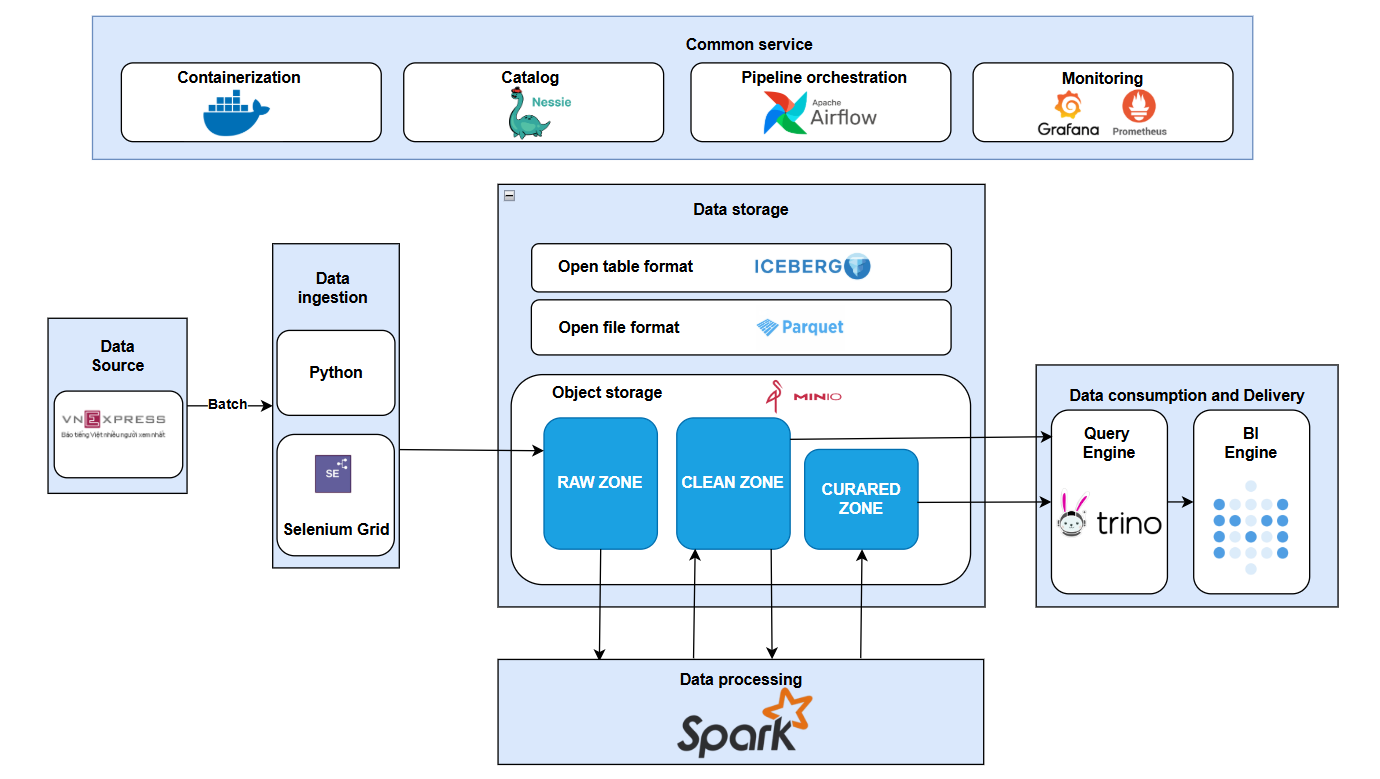 Common service
Containerization
Catalog
Nessie
Pipeline orchestration
Apache
Airflow
Monitoring
Grafana
Prometheus
Data storage
Open table format
ICEBERG
Open file format
Parquet
Object storage
MINIO
RAW ZONE
CLEAN ZONE
CURARED
ZONE
Data
ingestion
Python
SE
Selenium Grid
Data
Source
VNEXPRESS
Báo tiếng Việt nhiều người xem nhất
Batch
Data consumption and Delivery
Query
Engine
trino
BI
Engine
Data processing
Spark